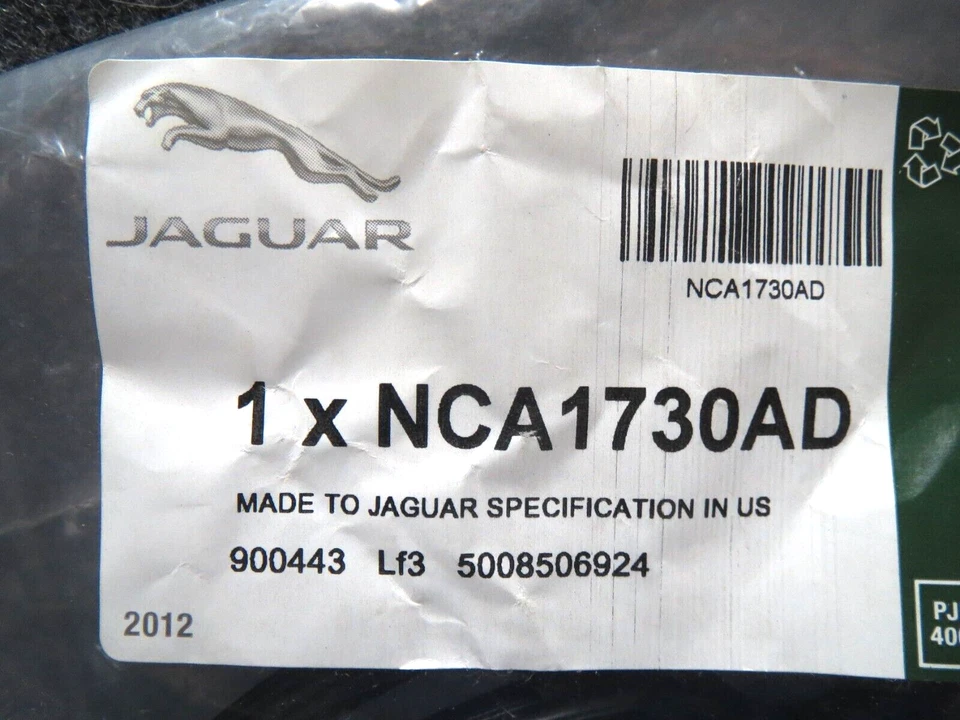 JAGUAR
NCA1730AD
1 x NCA1730AD
MADE TO JAGUAR SPECIFICATION IN US
900443 Lf3 5008506924
2012